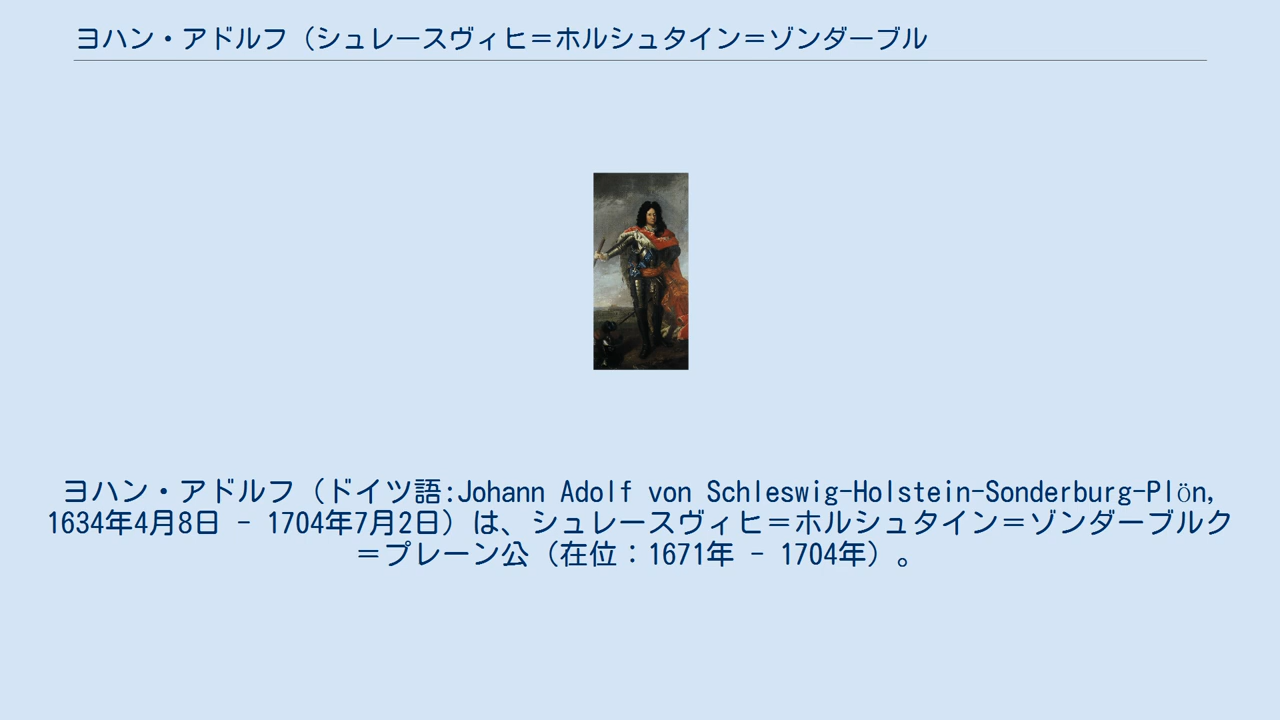 ヨハン・アドルフ（シュレースヴィヒ＝ホルシュタイン＝ゾンダーブル
ヨハン・アドルフ（ドイツ語:Johann Adolf von Schleswig-Holstein-Sonderburg-Plön,
1634年4月8日 - 1704年7月2日）は、シュレースヴィヒ＝ホルシュタイン＝ゾンダーブルク
＝プレーン公（在位：1671年 - 1704年）。